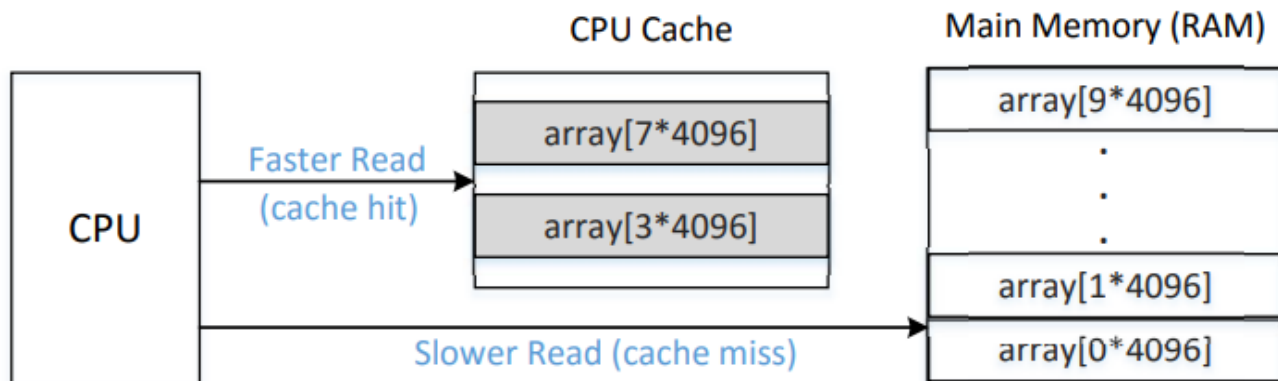 CPU Cache
Main Memory (RAM)
CPU
Faster Read
(cache hit)
array[7*4096]
array[3*4096]
Slower Read (cache miss)
array[9*4096]
.
.
.
array[1*4096]
array[0*4096]